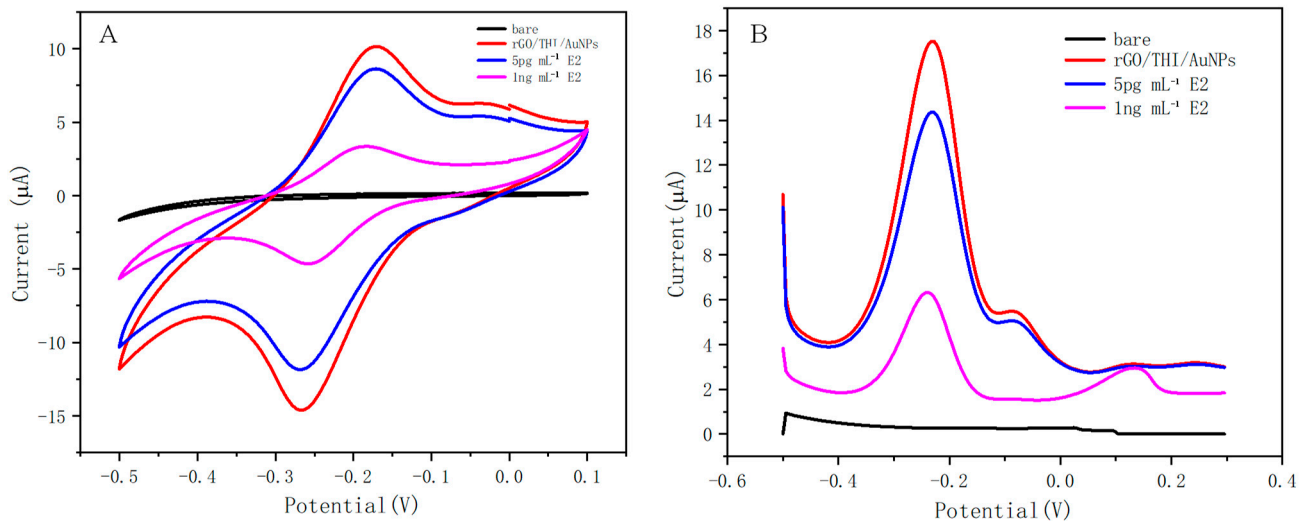 A
bare
rGO/THI/AuNPs
5pg mL⁻¹ E2
1ng mL⁻¹ E2
10
5
0
-5
-10
-15
Current (μA)
-0.5
-0.4
-0.3
-0.2
-0.1
0.0
0.1
Potential(V)
B
bare
rGO/THI/AuNPs
5pg mL⁻¹ E2
1ng mL⁻¹ E2
18
16
14
12
10
8
6
4
2
0
Current(μA)
-0.6
-0.4
-0.2
0.0
0.2
0.4
Potential(V)